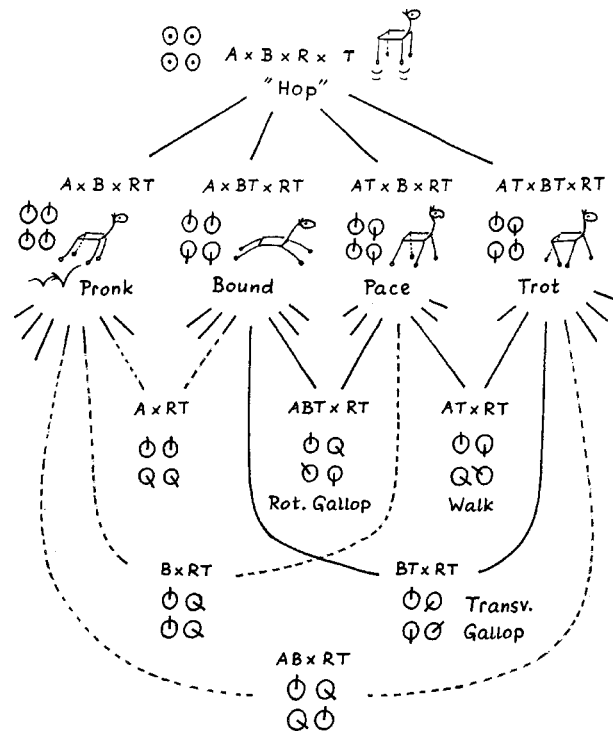 A × B × R × T
"Hop"
A × B × RT
A × BT × RT
AT × B × RT
AT × BT × RT
Pronk
Bound
Pace
Trot
A × RT
ABT × RT
AT × RT
Rot. Gallop
Walk
B × RT
BT × RT
Transv.
Gallop
AB × RT